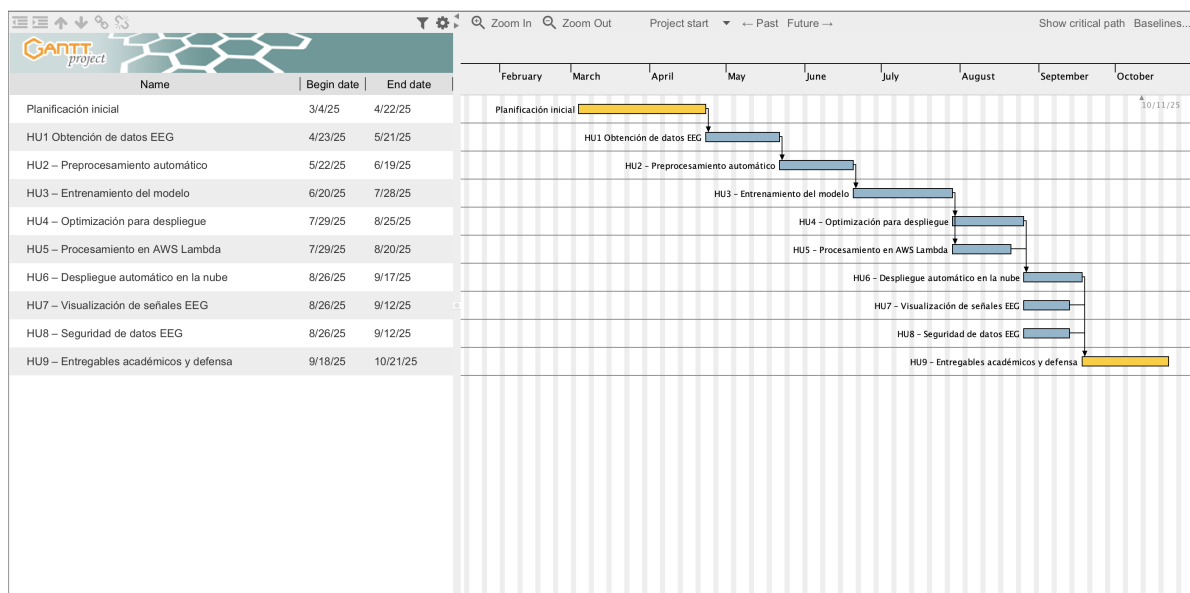 Zoom In Zoom Out Project start ← Past Future → Show critical path Baselines...
GANTT
project
February March April May June July August September October
Name Begin date End date
10/11/25
Planificación inicial 3/4/25 4/22/25 Planificación inicial
HU1 Obtención de datos EEG 4/23/25 5/21/25 HU1 Obtención de datos EEG
HU2 – Preprocesamiento automático 5/22/25 6/19/25 HU2 – Preprocesamiento automático
HU3 – Entrenamiento del modelo 6/20/25 7/28/25 HU3 – Entrenamiento del modelo
HU4 – Optimización para despliegue 7/29/25 8/25/25 HU4 – Optimización para despliegue
HU5 – Procesamiento en AWS Lambda 7/29/25 8/20/25 HU5 – Procesamiento en AWS Lambda
HU6 – Despliegue automático en la nube 8/26/25 9/17/25 HU6 – Despliegue automático en la nube
HU7 – Visualización de señales EEG 8/26/25 9/12/25 HU7 – Visualización de señales EEG
HU8 – Seguridad de datos EEG 8/26/25 9/12/25 HU8 – Seguridad de datos EEG
HU9 – Entregables académicos y defensa 9/18/25 10/21/25 HU9 – Entregables académicos y defensa